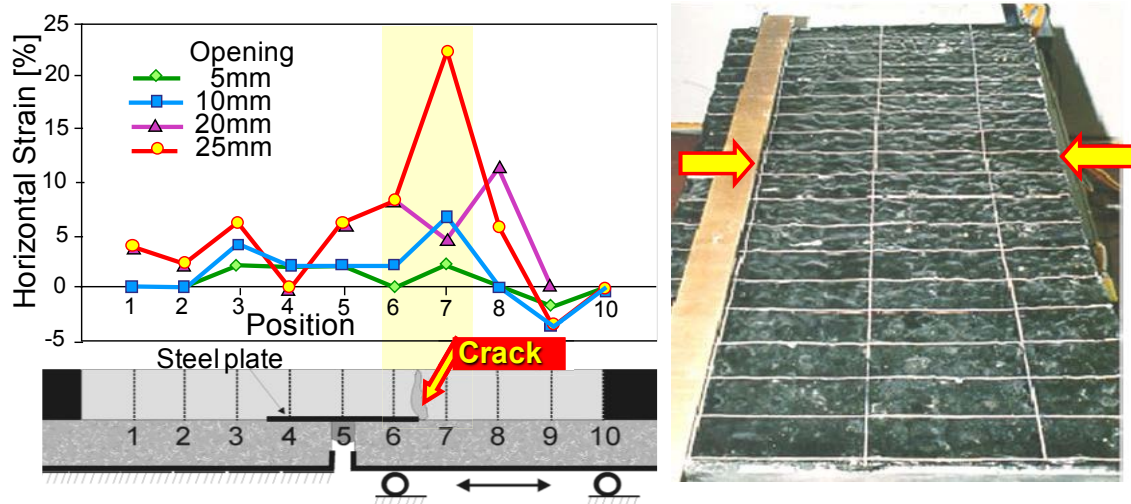 25
20
15
10
5
0
-5
Horizontal Strain [%]
Opening
5mm
10mm
20mm
25mm
1 2 3 4 5 6 7 8 9 10
Position
Steel plate
Crack
1 2 3 4 5 6 7 8 9 10